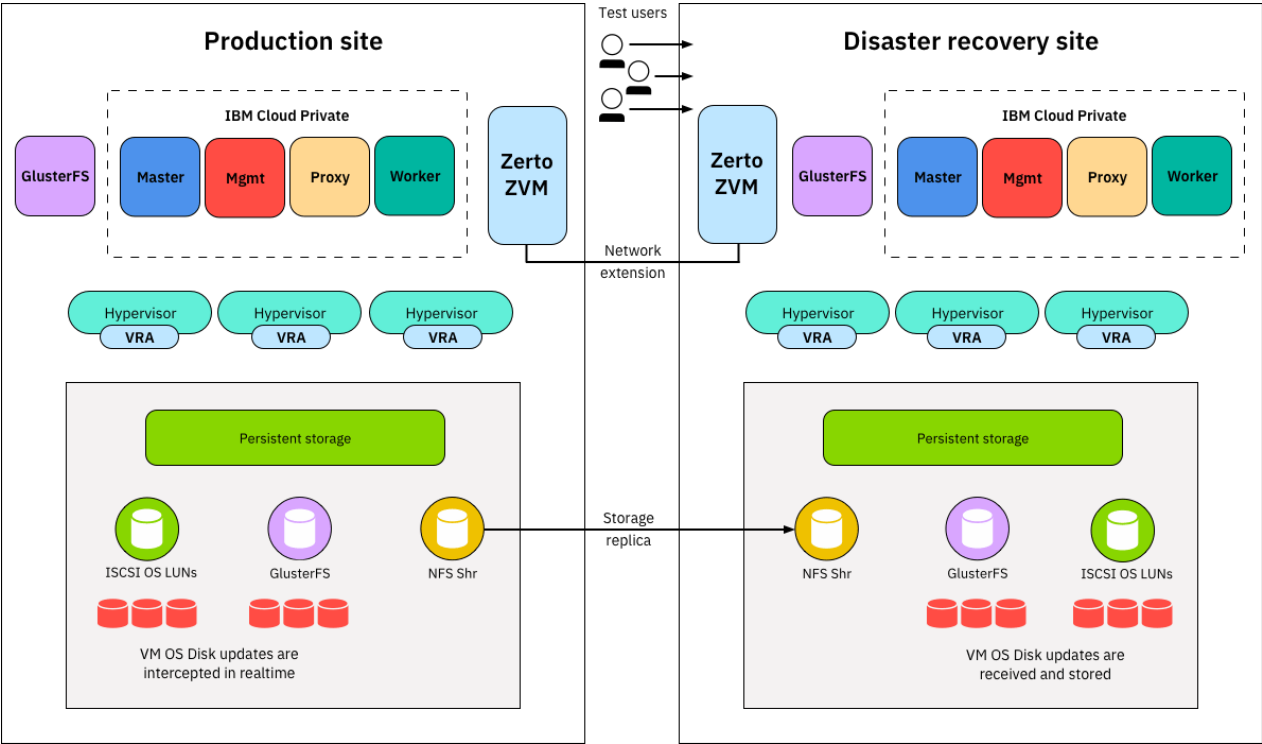 Test users
Production site
Disaster recovery site
IBM Cloud Private
GlusterFS
Master
Mgmt
Proxy
Worker
Zerto
ZVM
Zerto
ZVM
GlusterFS
IBM Cloud Private
Master
Mgmt
Proxy
Worker
Network
extension
Hypervisor
VRA
Hypervisor
VRA
Hypervisor
VRA
Hypervisor
VRA
Hypervisor
VRA
Hypervisor
VRA
Persistent storage
ISCSI OS LUNs
GlusterFS
NFS Shr
VM OS Disk updates are
intercepted in realtime
Storage
replica
Persistent storage
NFS Shr
GlusterFS
ISCSI OS LUNs
VM OS Disk updates are
received and stored